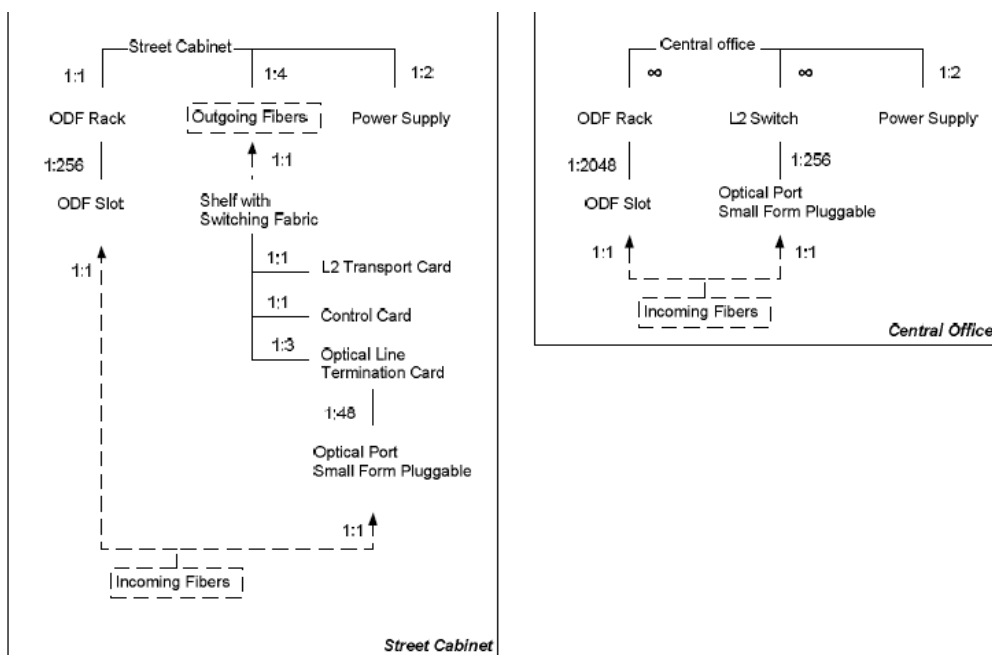 Street Cabinet
1:1
1:4
1:2
ODF Rack
Outgoing Fibers
Power Supply
1:256
1:1
ODF Slot
Shelf with
Switching Fabric
1:1
1:1
L2 Transport Card
1:1
Control Card
1:3
Optical Line
Termination Card
1:48
Optical Port
Small Form Pluggable
1:1
Incoming Fibers
Street Cabinet
Central office
∞
∞
1:2
ODF Rack
L2 Switch
Power Supply
1:2048
1:256
ODF Slot
Optical Port
Small Form Pluggable
1:1
1:1
Incoming Fibers
Central Office